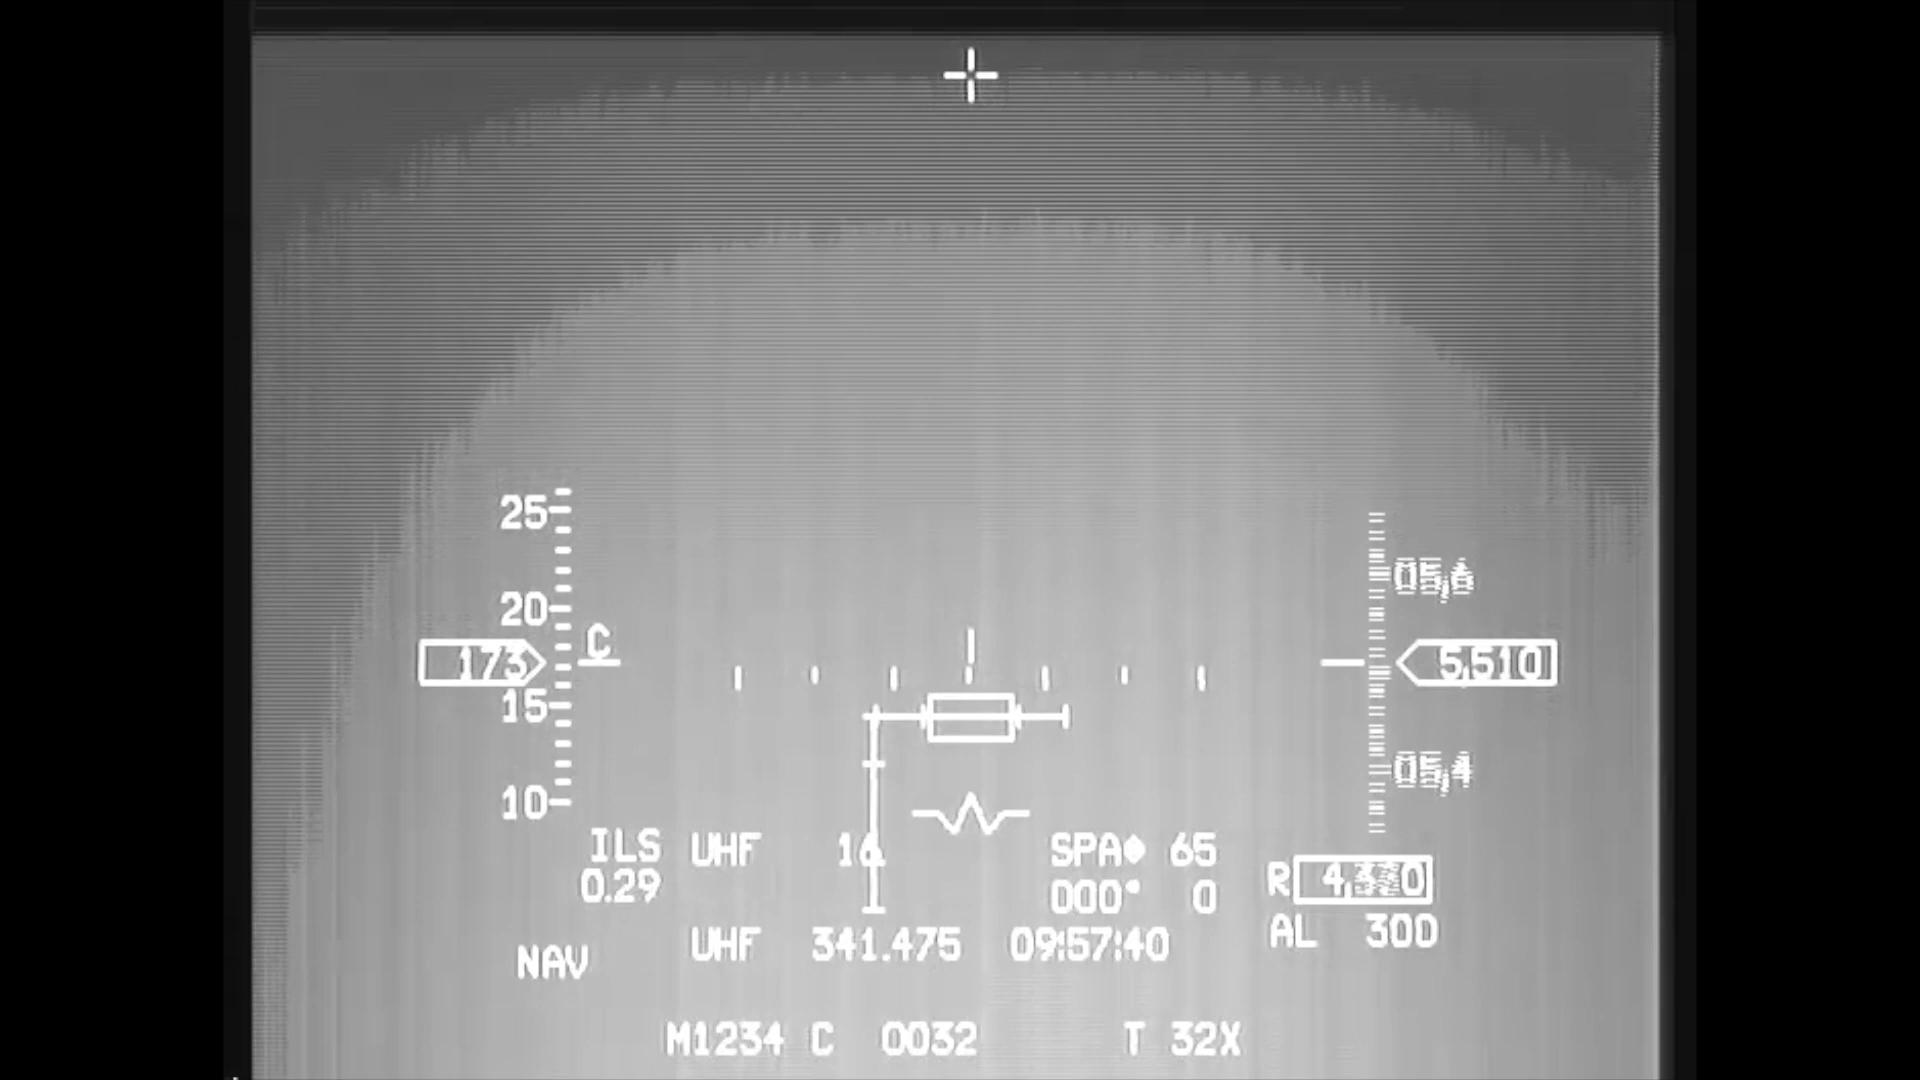 25
20
C
173
15
10
05,6
5,510
05,4
ILS UHF 16 SPA♦ 65
0.29 000° 0
R
AL 300
UHF 341.475 09:57:40
NAV
M1234 C 0032 T 32X